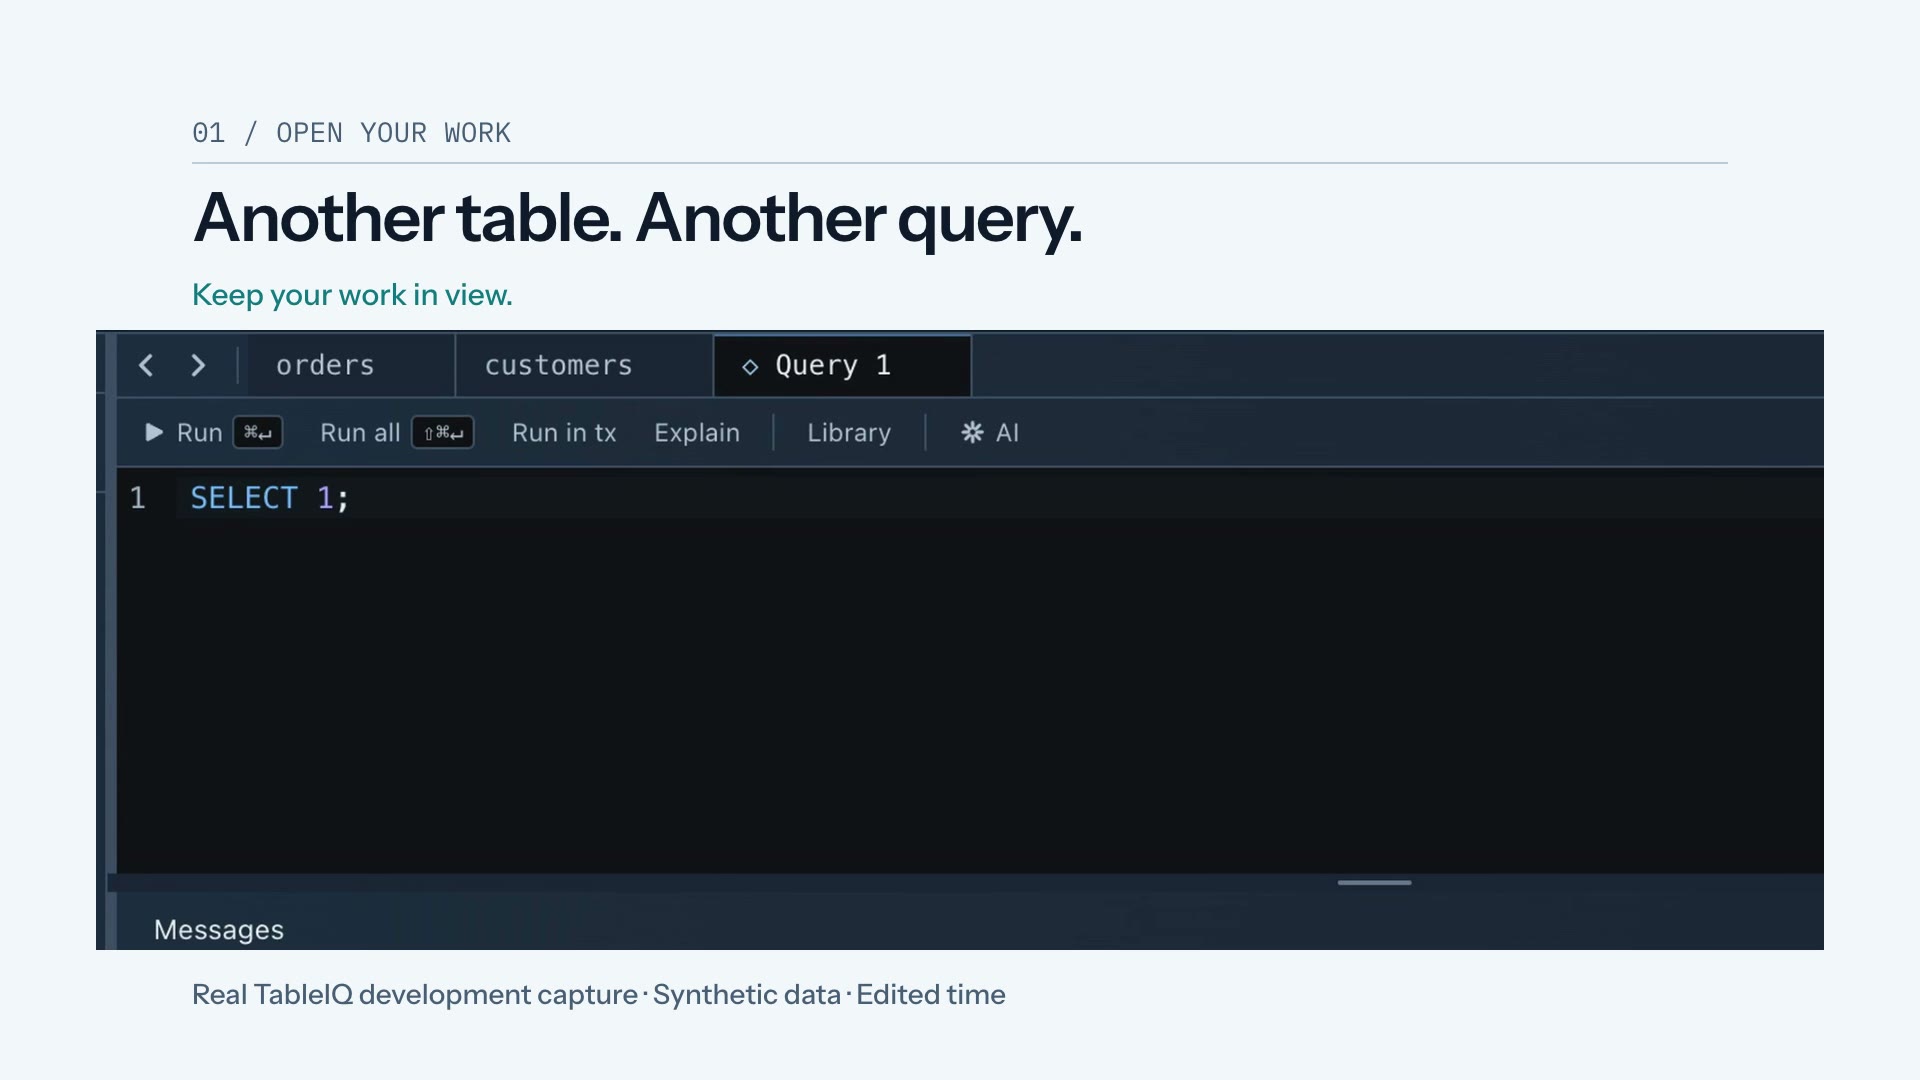 01 / OPEN YOUR WORK
Another table. Another query.
Keep your work in view.
orders customers ◇ Query 1
Run ⌘↵ Run all ⇧⌘↵ Run in tx Explain Library AI
1 SELECT 1;
Messages
Real TableIQ development capture · Synthetic data · Edited time